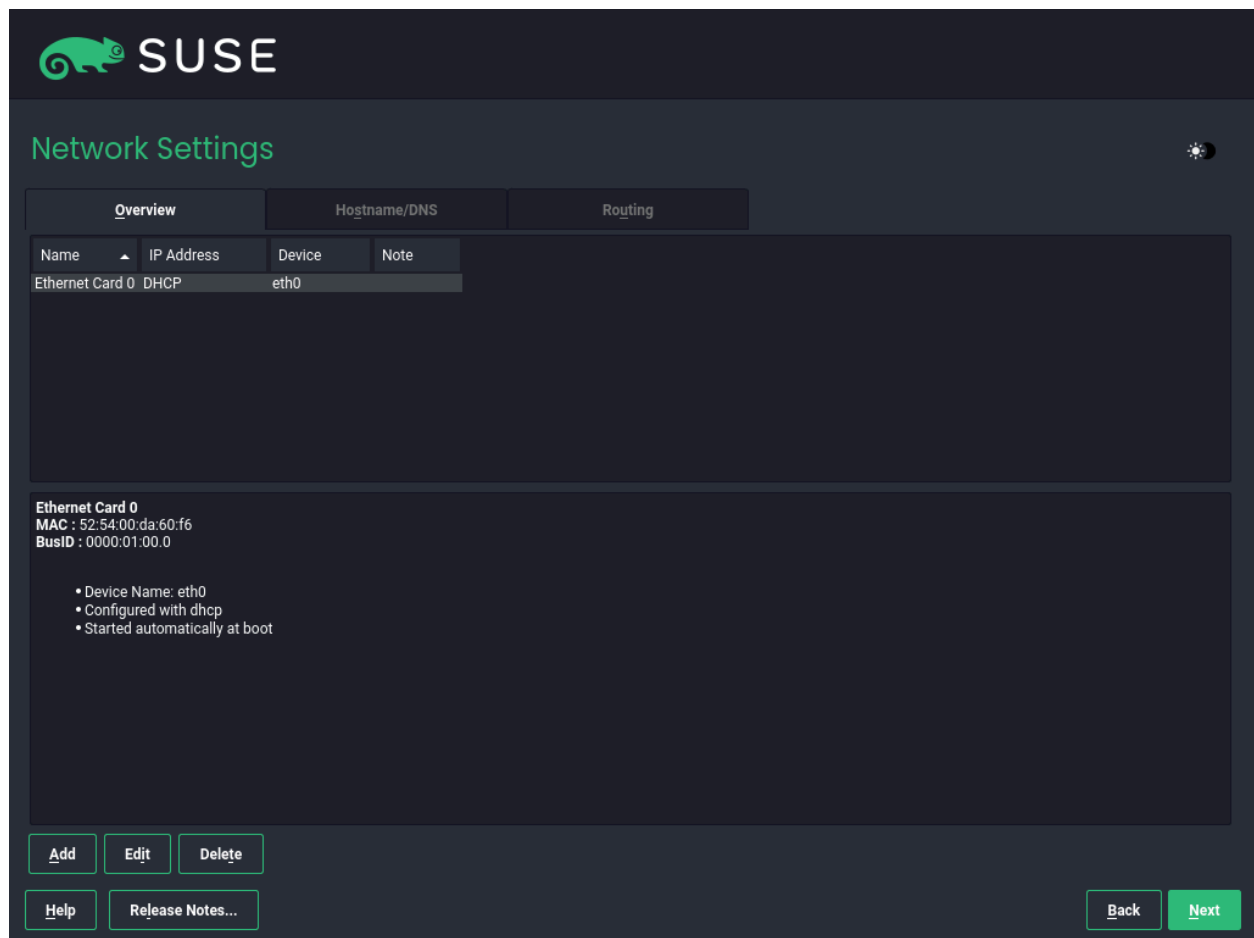 SUSE
Network Settings
Overview Hostname/DNS Routing
Name IP Address Device Note
Ethernet Card 0 DHCP eth0
Ethernet Card 0
MAC : 52:54:00:da:60:f6
BusID : 0000:01:00.0
• Device Name: eth0
• Configured with dhcp
• Started automatically at boot
Add Edit Delete
Help Release Notes... Back Next